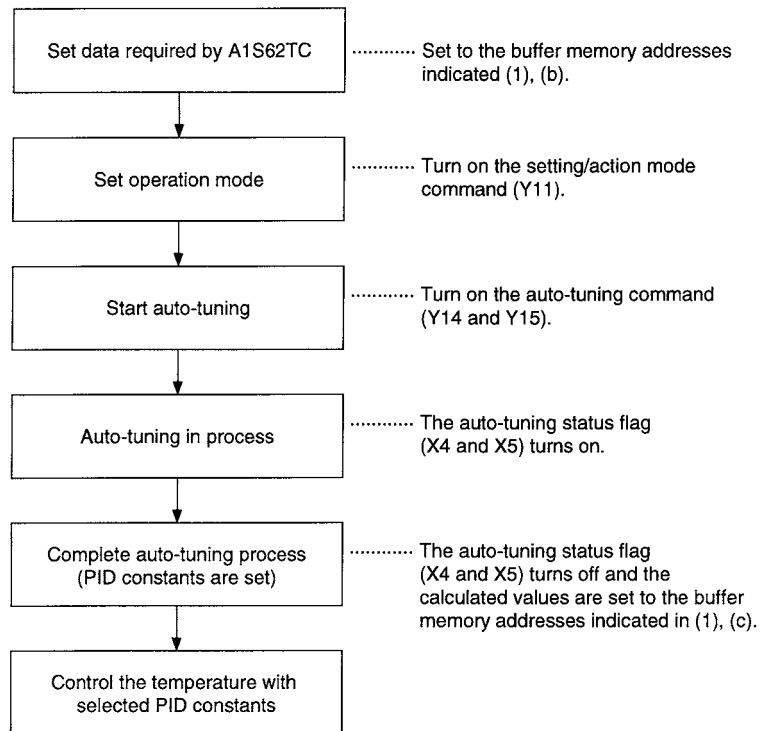 Set data required by A1S62TC
Set to the buffer memory addresses
indicated (1), (b).
Set operation mode
Turn on the setting/action mode
command (Y11).
Start auto-tuning
Turn on the auto-tuning command
(Y14 and Y15).
Auto-tuning in process
The auto-tuning status flag
(X4 and X5) turns on.
Complete auto-tuning process
(PID constants are set)
The auto-tuning status flag
(X4 and X5) turns off and the
calculated values are set to the buffer
memory addresses indicated in (1), (c).
Control the temperature with
selected PID constants